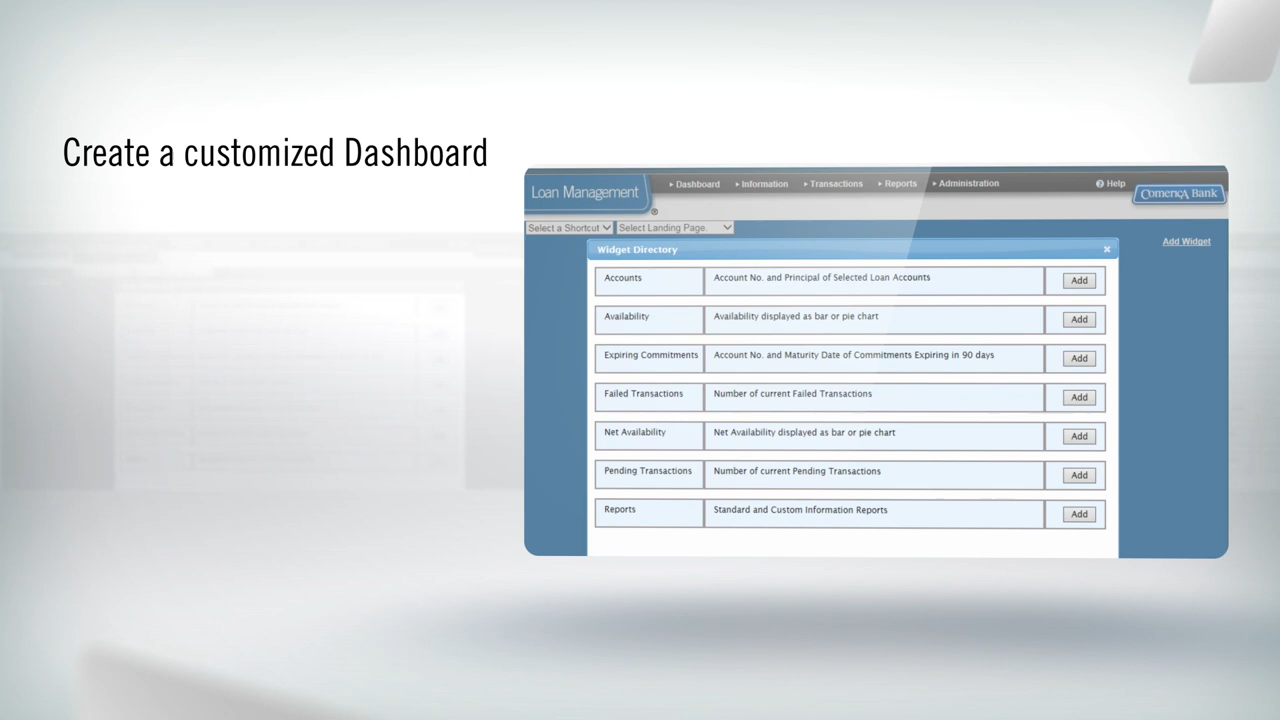 Create a customized Dashboard
Loan Management ®
Dashboard Information Transactions Reports Administration
Help
Comerica Bank
Select a Shortcut Select Landing Page.
Add Widget
Widget Directory ×
Accounts Account No. and Principal of Selected Loan Accounts Add
Availability Availability displayed as bar or pie chart Add
Expiring Commitments Account No. and Maturity Date of Commitments Expiring in 90 days Add
Failed Transactions Number of current Failed Transactions Add
Net Availability Net Availability displayed as bar or pie chart Add
Pending Transactions Number of current Pending Transactions Add
Reports Standard and Custom Information Reports Add